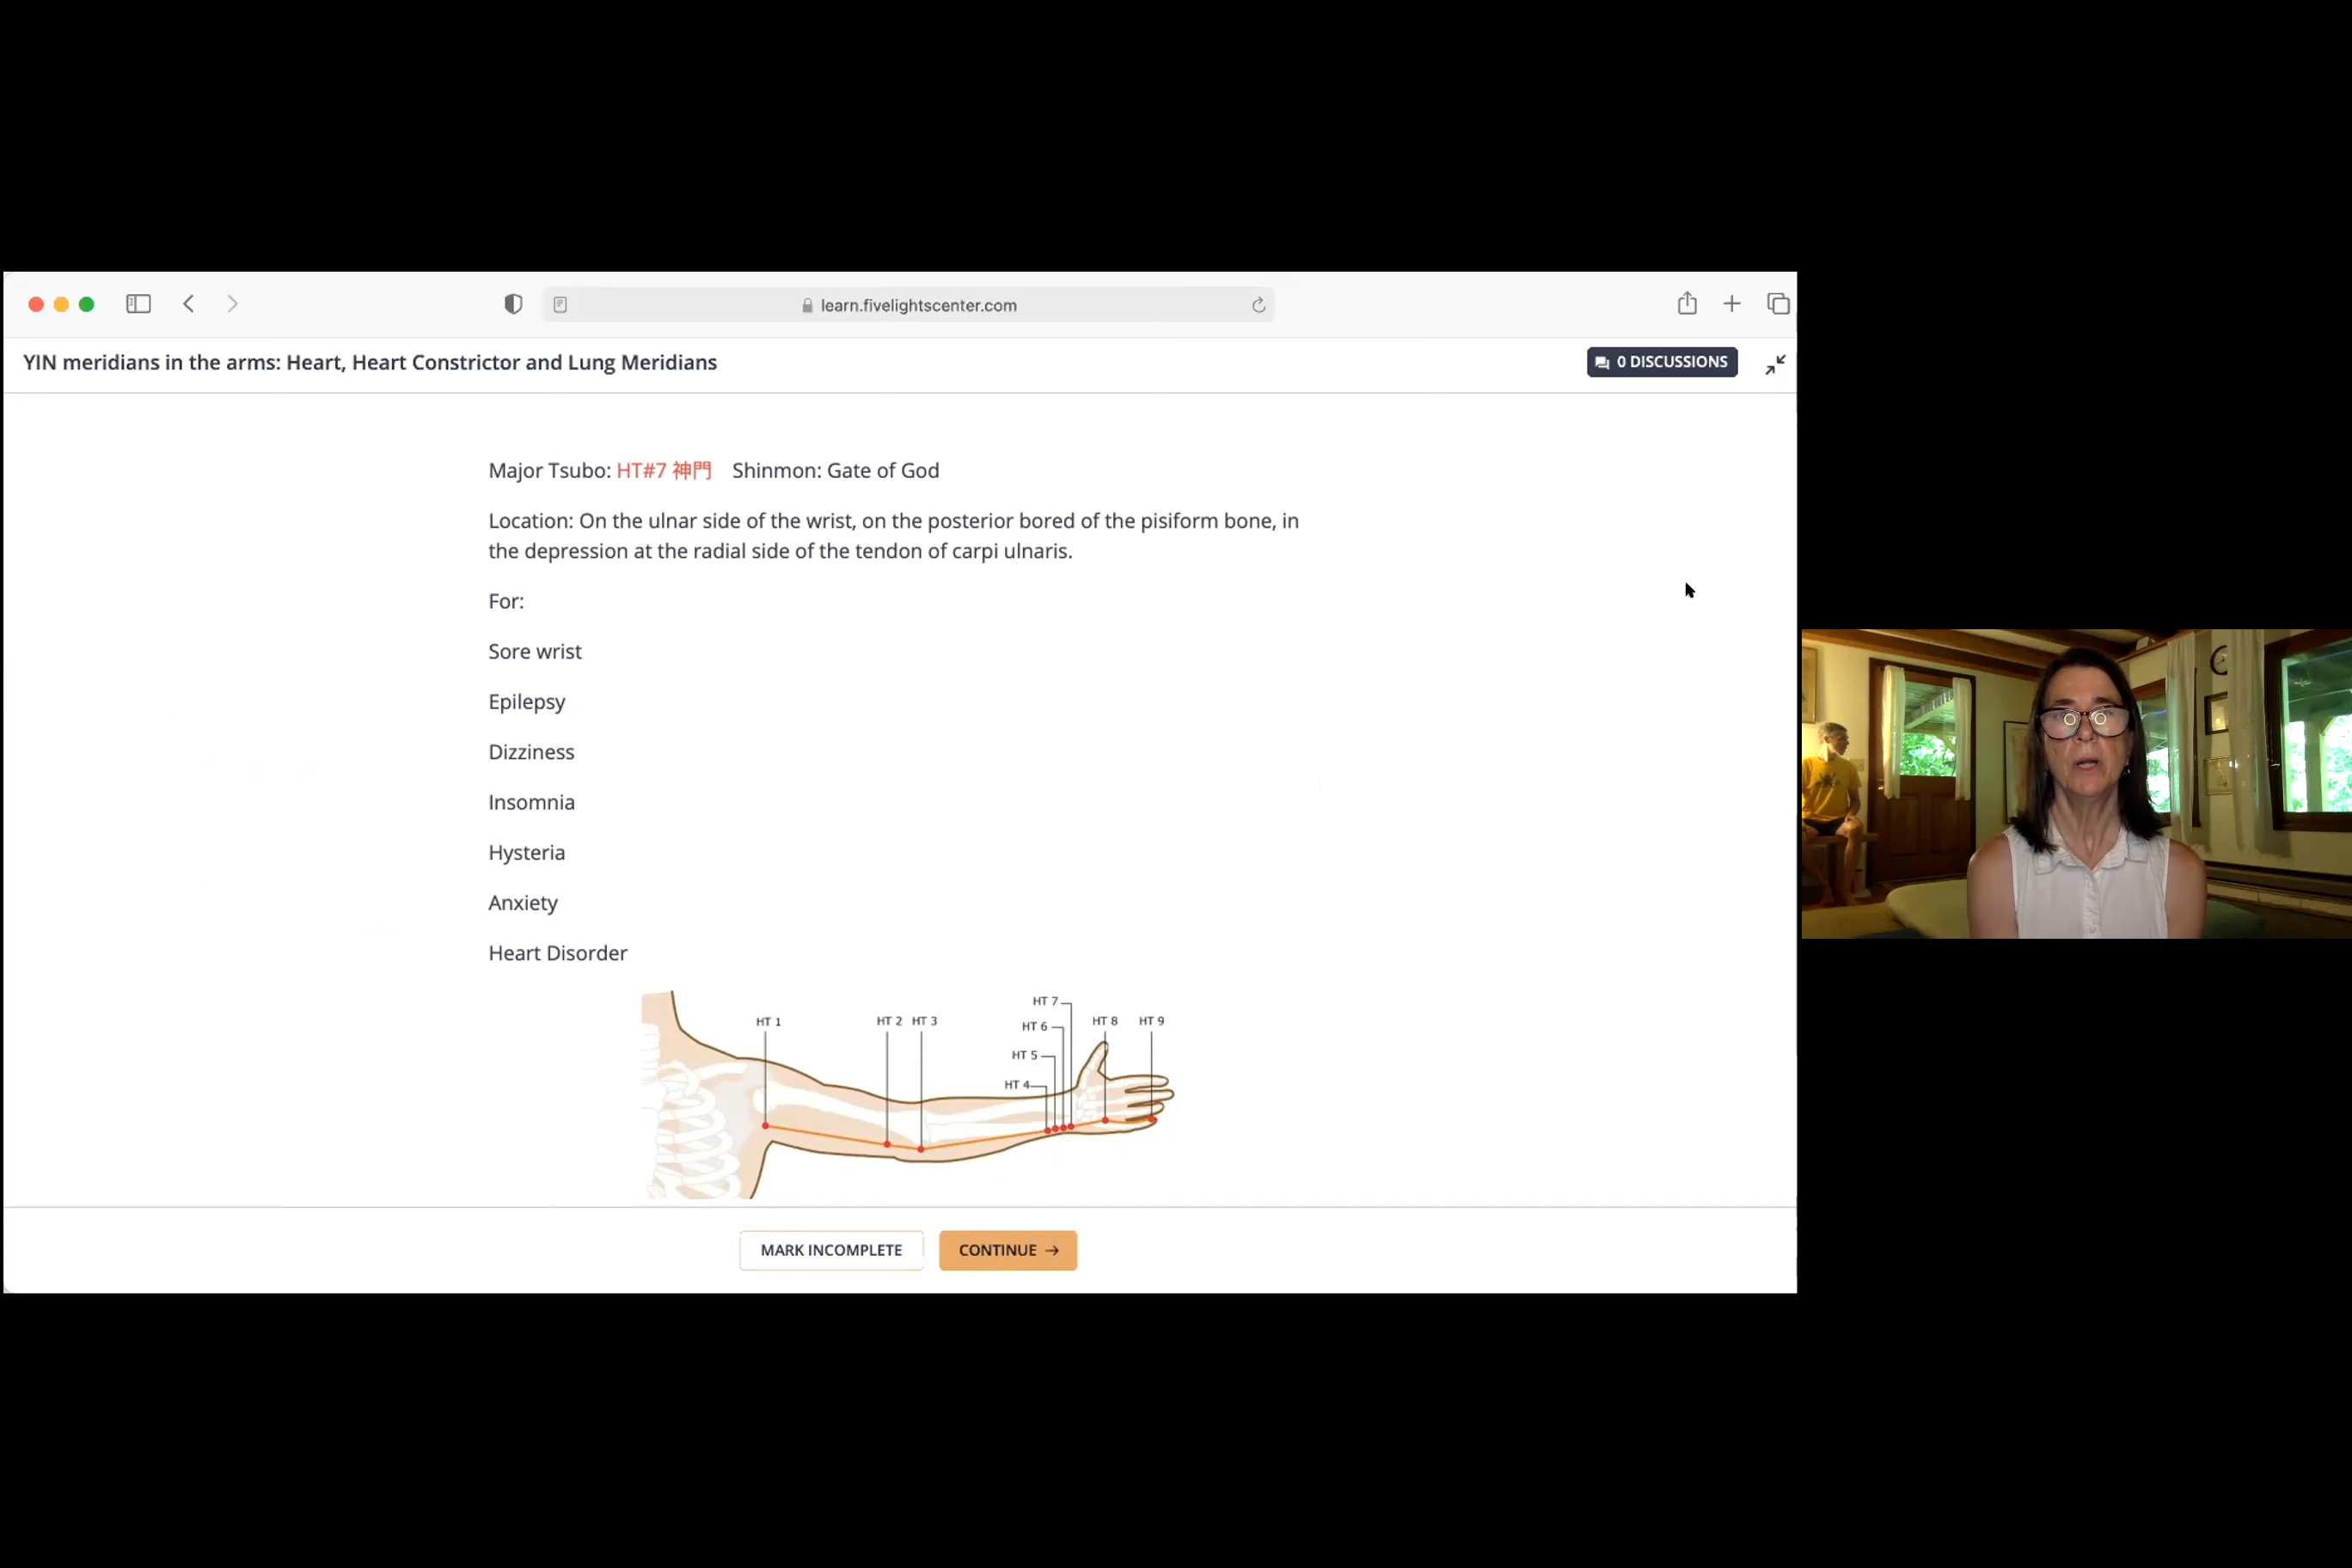 learn.fivelightscenter.com
YIN meridians in the arms: Heart, Heart Constrictor and Lung Meridians
0 DISCUSSIONS
Major Tsubo: HT#7 神門 Shinmon: Gate of God
Location: On the ulnar side of the wrist, on the posterior bored of the pisiform bone, in
the depression at the radial side of the tendon of carpi ulnaris.
For:
Sore wrist
Epilepsy
Dizziness
Insomnia
Hysteria
Anxiety
Heart Disorder
HT 7
HT 1 HT 2 HT 3 HT 6 HT 8 HT 9
HT 5
HT 4
MARK INCOMPLETE CONTINUE →